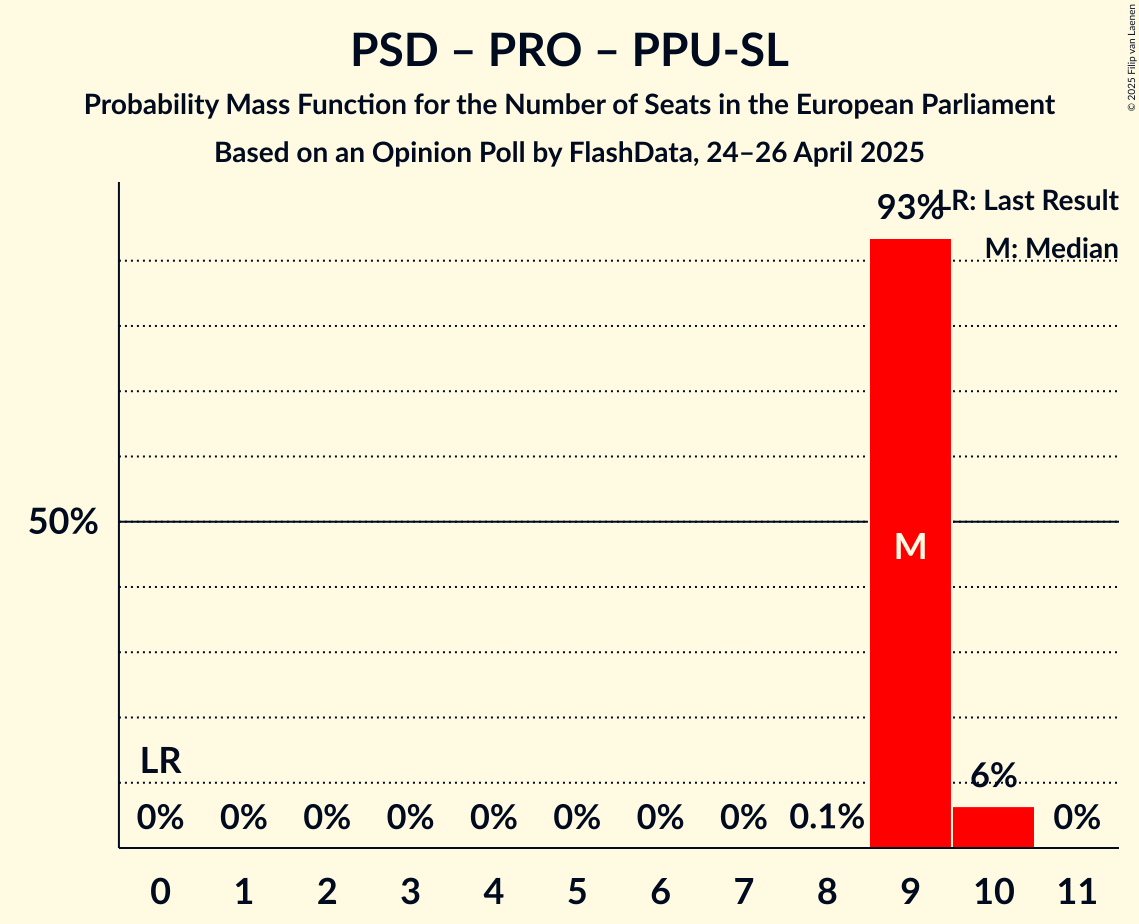 PSD – PRO – PPU-SL
Probability Mass Function for the Number of Seats in the European Parliament
Based on an Opinion Poll by FlashData, 24–26 April 2025
© 2025 Filip van Laenen
93%
LR: Last Result
M: Median
50%
M
LR
6%
0% 0% 0% 0% 0% 0% 0% 0% 0.1% 0%
0 1 2 3 4 5 6 7 8 9 10 11